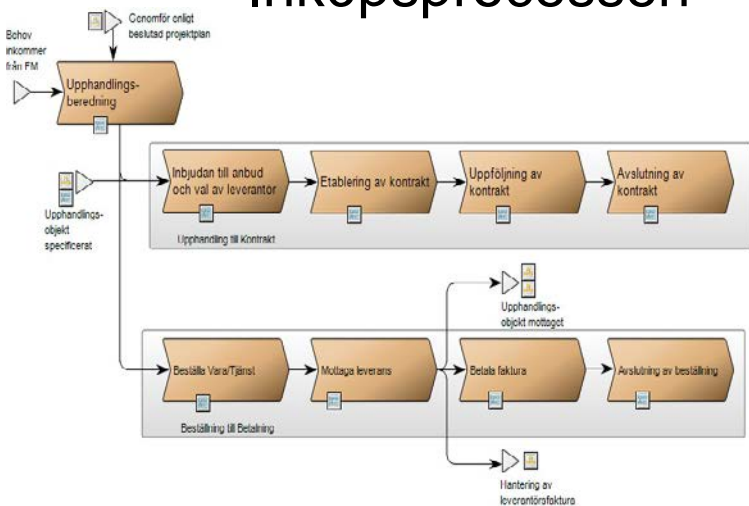 Inköpsprocessen
Genomför enligt
beslutad projektplan
Behov
inkommer
från FM
Upphandlings-
beredning
Inbjudan till anbud
och val av leverantör
Etablering av kontrakt
Uppföljning av
kontrakt
Avslutning av
kontrakt
Upphandlings-
objekt
specificerat
Upphandling till Kontrakt
Upphandlings-
objekt mottaget
Beställa Vara/Tjänst
Mottaga leverans
Betala faktura
Avslutning av beställning
Beställning till Betalning
Hantering av
leverantörsfaktura